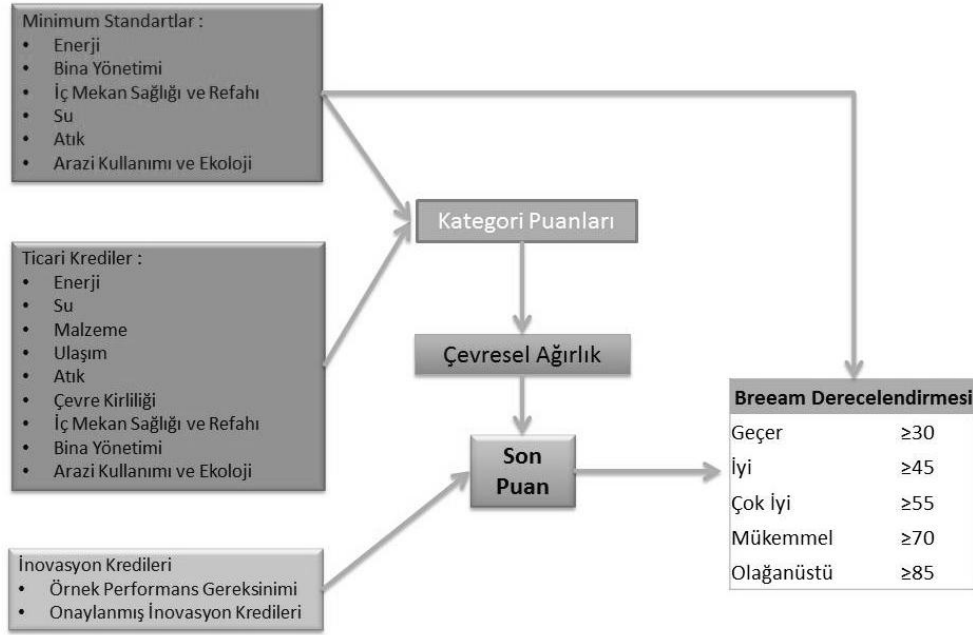 Minimum Standartlar :
• Enerji
• Bina Yönetimi
• İç Mekan Sağlığı ve Refahı
• Su
• Atık
• Arazi Kullanımı ve Ekoloji
Kategori Puanları
Ticari Krediler :
• Enerji
• Su
• Malzeme
• Ulaşım
• Atık
• Çevre Kirliliği
• İç Mekan Sağlığı ve Refahı
• Bina Yönetimi
• Arazi Kullanımı ve Ekoloji
Çevresel Ağırlık
Son
Puan
İnovasyon Kredileri
• Örnek Performans Gereksinimi
• Onaylanmış İnovasyon Kredileri
Breeam Derecelendirmesi
Geçer ≥30
İyi ≥45
Çok İyi ≥55
Mükemmel ≥70
Olağanüstü ≥85